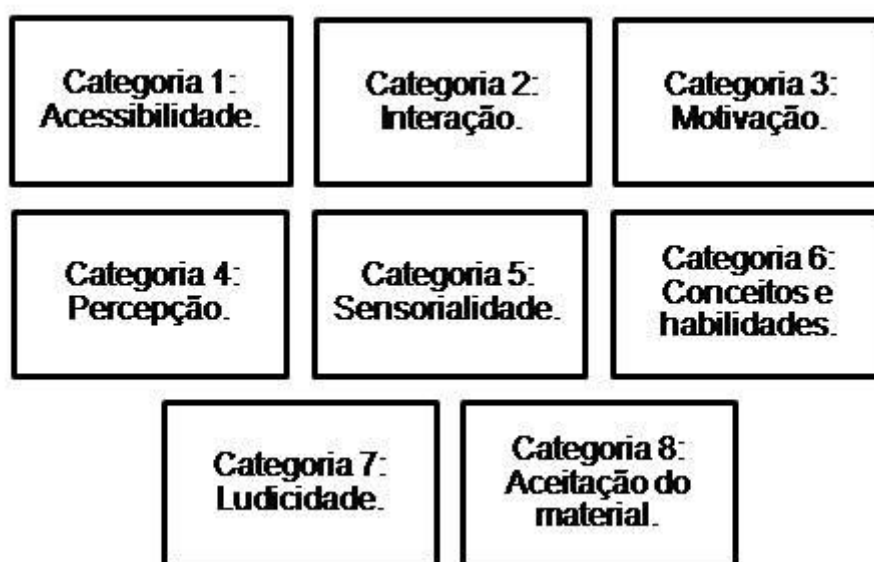 Categoria 1:
Acessibilidade.
Categoria 2:
Interação.
Categoria 3:
Motivação.
Categoria 4:
Percepção.
Categoria 5:
Sensorialidade.
Categoria 6:
Conceitos e
habilidades.
Categoria 7:
Ludicidade.
Categoria 8:
Aceitação do
material.